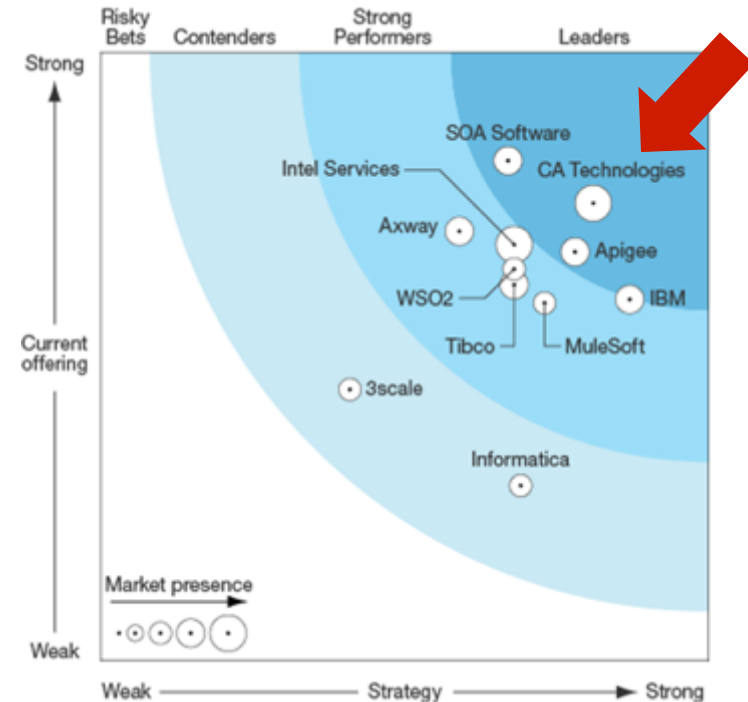 Risky
Bets
Contenders
Strong
Performers
Leaders
Strong
SOA Software
Intel Services
CA Technologies
Axway
Apigee
WSO2
IBM
Current
offering
Tibco
MuleSoft
3scale
Informatica
Market presence
Weak
Weak
Strategy
Strong